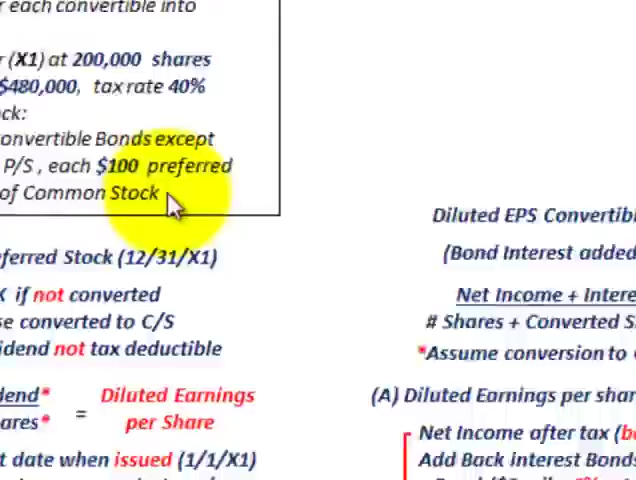 r each convertible into
r (X1) at 200,000 shares
$480,000, tax rate 40%
ck:
onvertible Bonds except
P/S , each $100 preferred
of Common Stock
eferred Stock (12/31/X1)
K if not converted
se converted to C/S
idend not tax deductible
dend*
ares*
= Diluted Earnings
per Share
t date when issued (1/1/X1)
Diluted EPS Convertib
(Bond Interest added
Net Income + Intere
# Shares + Converted S
*Assume conversion to
(A) Diluted Earnings per shar
Net Income after tax (b
Add Back interest Bonds